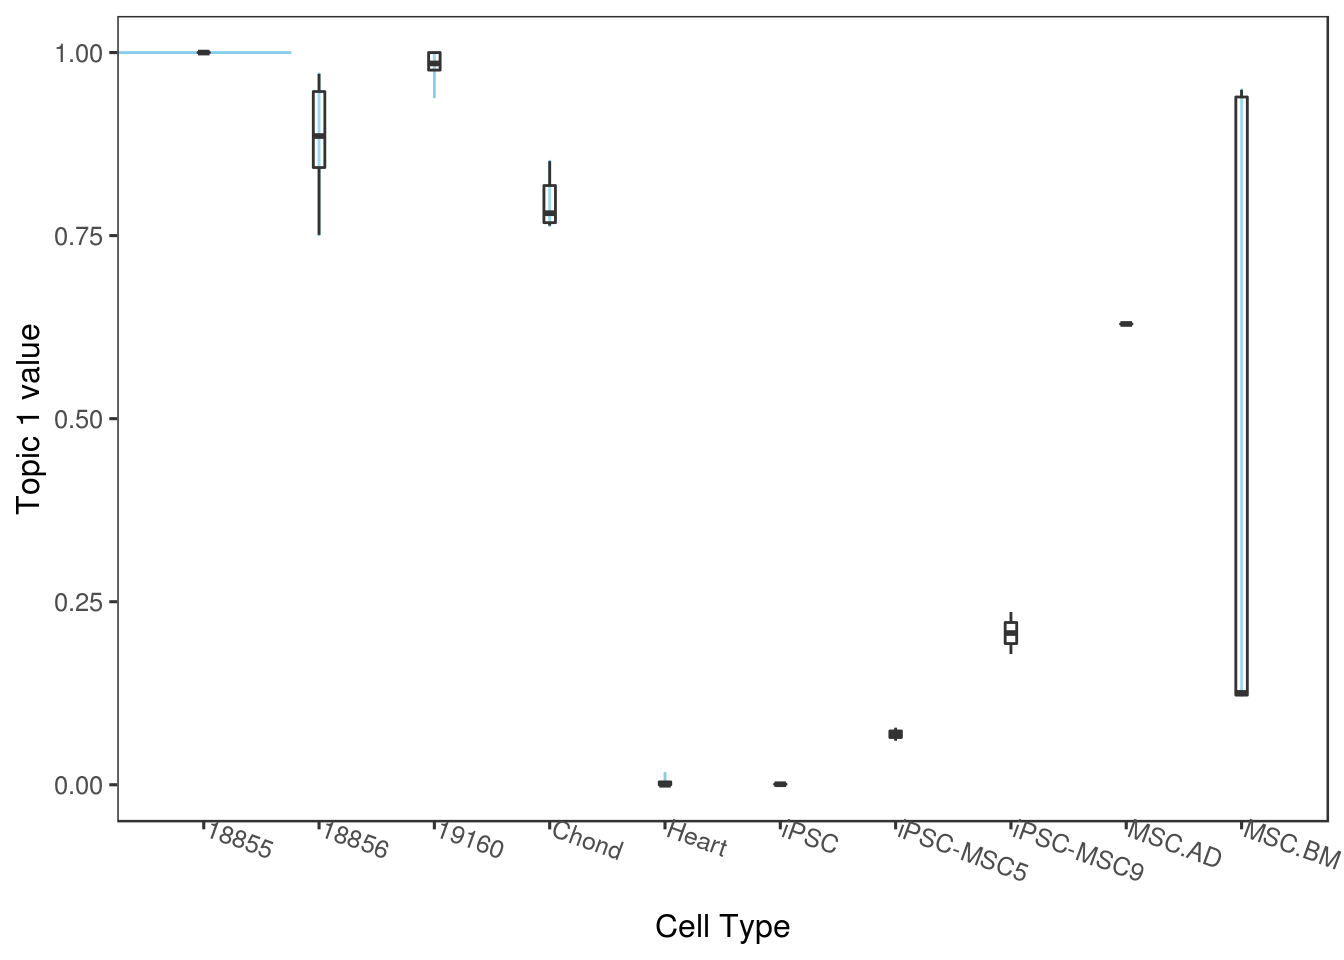 1.00
0.75
0.50
0.25
0.00
Topic 1 value
18855
18856
19160
Chond
Heart
iPSC
iPSC-MSC5
iPSC-MSC9
MSC.AD
MSC.BM
Cell Type